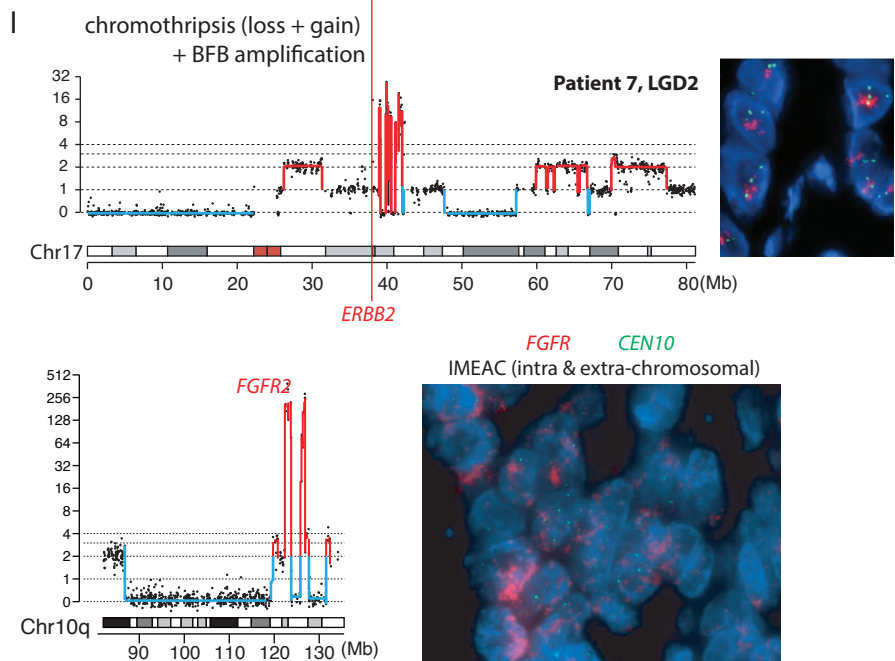 I
chromothripsis (loss + gain)
+ BFB amplification
Patient 7, LGD2
32
16
8
4
2
1
0
Chr17
0 10 20 30 40 50 60 70 80 (Mb)
ERBB2
FGFR CEN10
IMEAC (intra & extra-chromosomal)
512
256
128
64
32
16
8
4
2
1
0
FGFR2
Chr10q
90 100 110 120 130 (Mb)